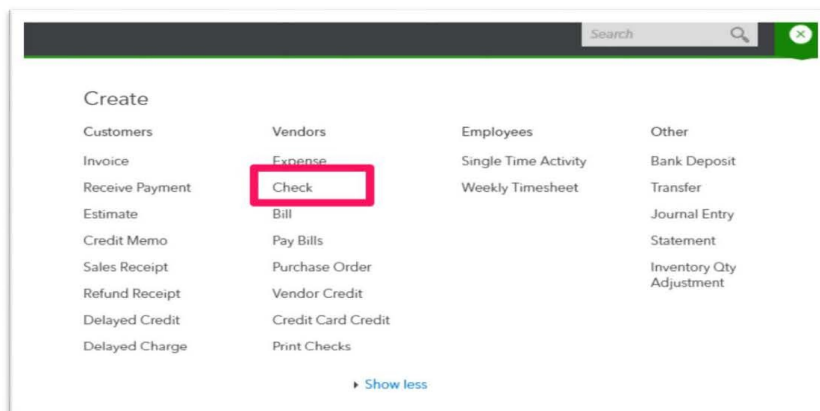 Search
Create
Customers Vendors Employees Other
Invoice Expense Single Time Activity Bank Deposit
Receive Payment Check Weekly Timesheet Transfer
Estimate Bill Journal Entry
Credit Memo Pay Bills Statement
Sales Receipt Purchase Order Inventory Qty
Adjustment
Refund Receipt Vendor Credit
Delayed Credit Credit Card Credit
Delayed Charge Print Checks
Show less